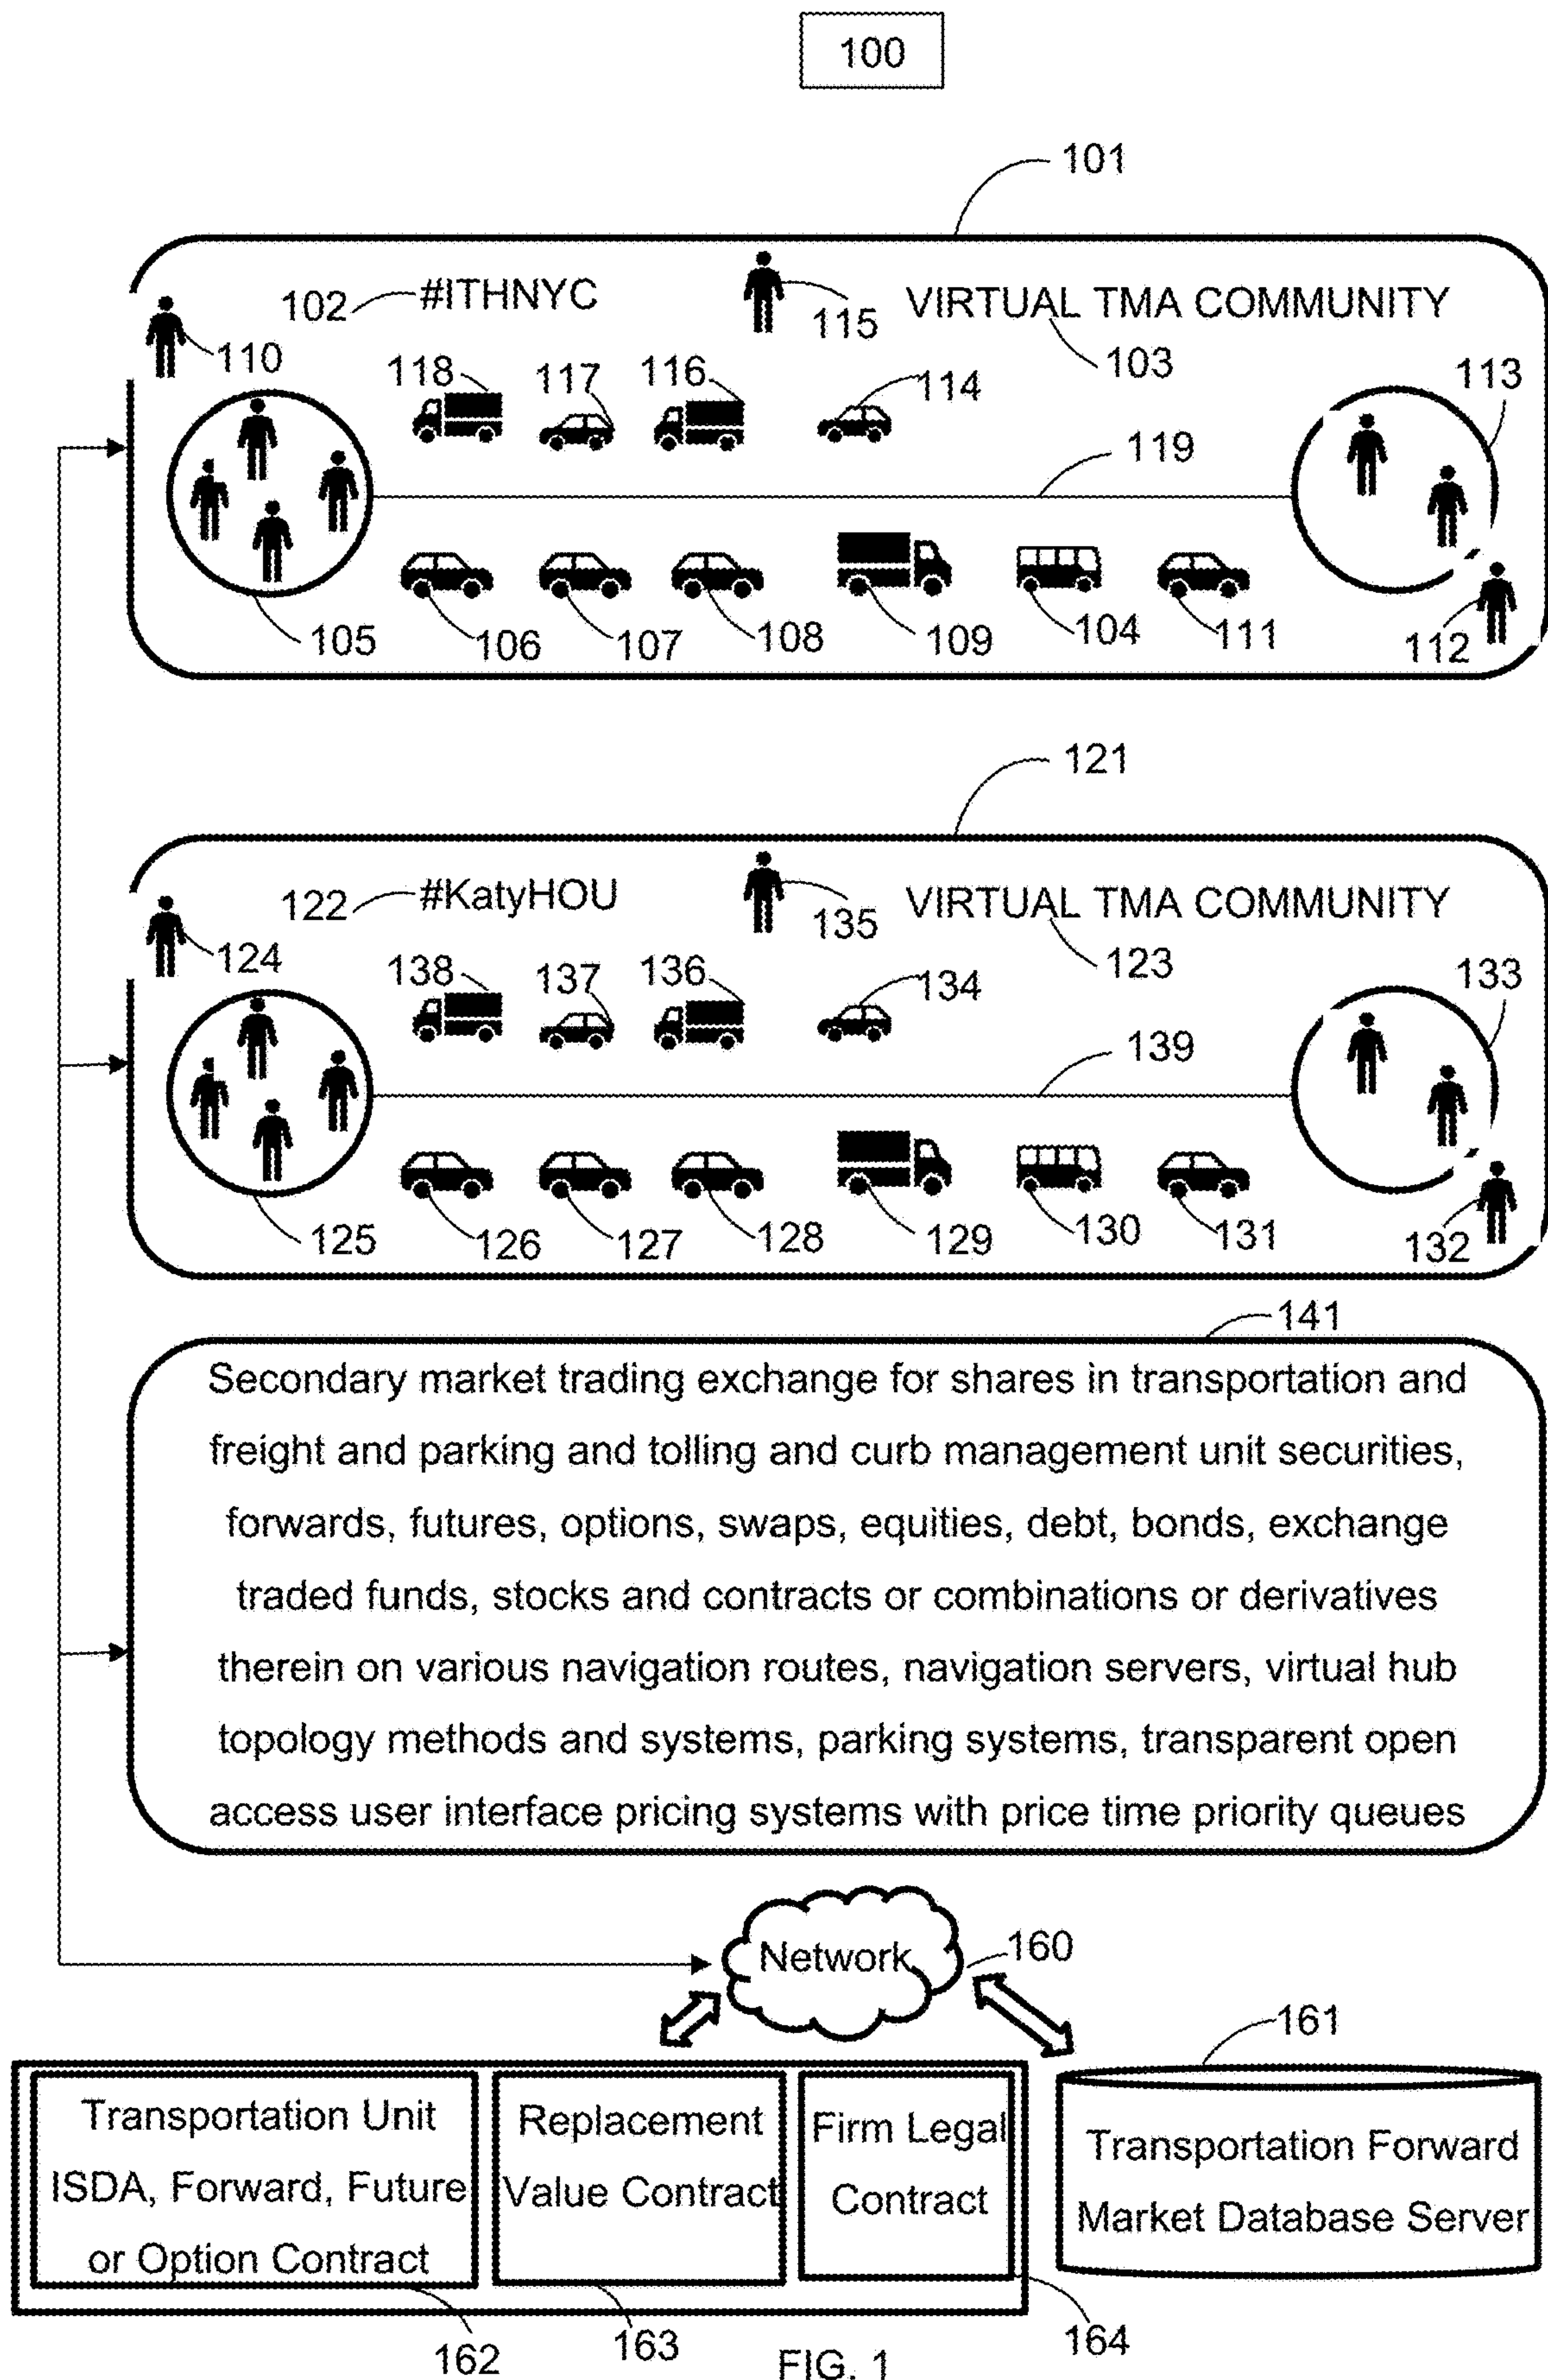 100
101
102 #ITHNYC 115 VIRTUAL TMA COMMUNITY
110 118 117 116 114 103 113
119
105 106 107 108 109 104 111 112
121
122 #KatyHOU 135 VIRTUAL TMA COMMUNITY
124 138 137 136 134 123 133
139
125 126 127 128 129 130 131 132
141
Secondary market trading exchange for shares in transportation and
freight and parking and tolling and curb management unit securities,
forwards, futures, options, swaps, equities, debt, bonds, exchange
traded funds, stocks and contracts or combinations or derivatives
therein on various navigation routes, navigation servers, virtual hub
topology methods and systems, parking systems, transparent open
access user interface pricing systems with price time priority queues
Network 160
161
Transportation Unit
ISDA, Forward, Future
or Option Contract
Replacement
Value Contract
Firm Legal
Contract
Transportation Forward
Market Database Server
162 163 164
FIG. 1